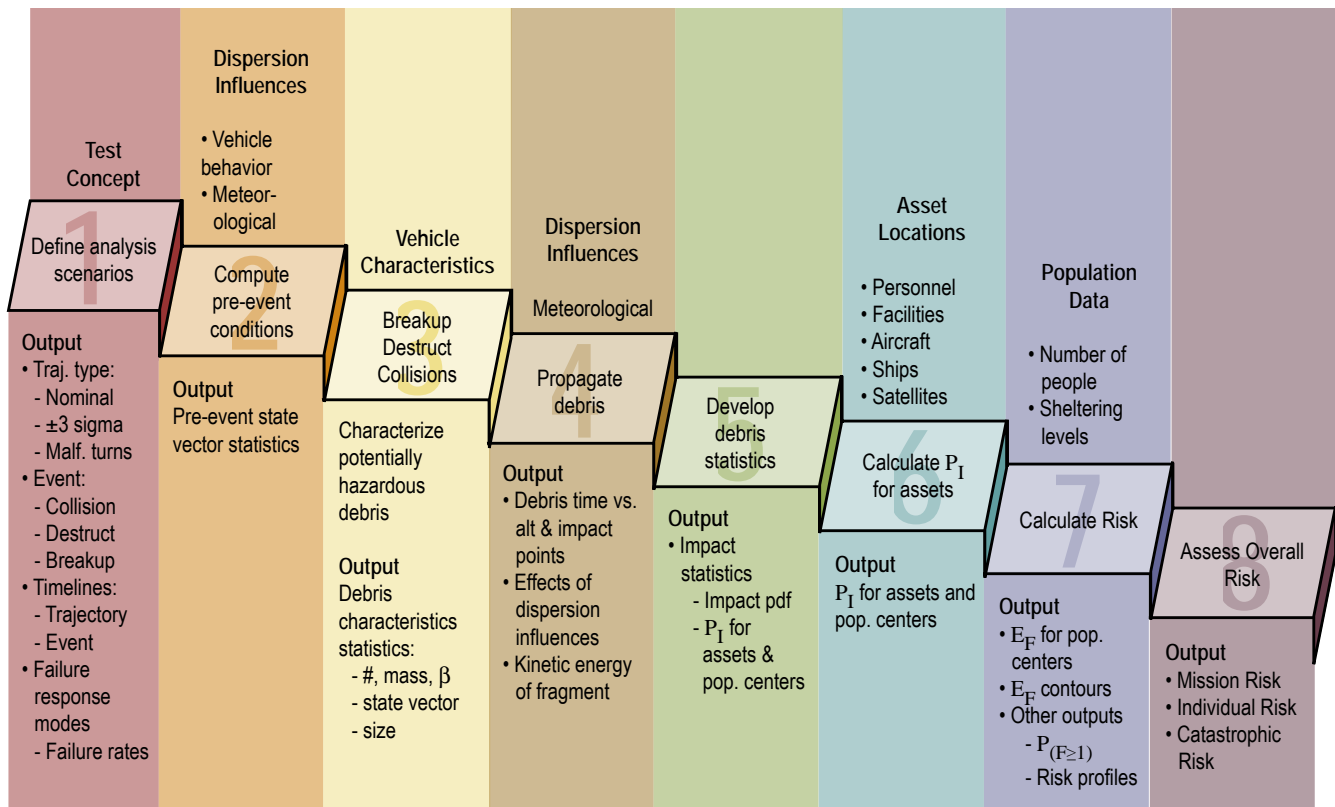 Test
Concept
1
Define analysis
scenarios
Output
• Traj. type:
- Nominal
- ±3 sigma
- Malf. turns
• Event:
- Collision
- Destruct
- Breakup
• Timelines:
- Trajectory
- Event
• Failure
response
modes
- Failure rates
Dispersion
Influences
• Vehicle
behavior
• Meteor-
ological
2
Compute
pre-event
conditions
Output
Pre-event state
vector statistics
Vehicle
Characteristics
3
Breakup
Destruct
Collisions
Characterize
potentially
hazardous
debris
Output
Debris
characteristics
statistics:
- #, mass, β
- state vector
- size
Dispersion
Influences
Meteorological
4
Propagate
debris
Output
• Debris time vs.
alt & impact
points
• Effects of
dispersion
influences
• Kinetic energy
of fragment
5
Develop
debris
statistics
Output
• Impact
statistics
- Impact pdf
- P_I for
assets &
pop. centers
Asset
Locations
• Personnel
• Facilities
• Aircraft
• Ships
• Satellites
6
Calculate P_I
for assets
Output
P_I for assets and
pop. centers
Population
Data
• Number of
people
• Sheltering
levels
7
Calculate Risk
Output
• E_F for pop.
centers
• E_F contours
• Other outputs
- P_(F≥1)
- Risk profiles
8
Assess Overall
Risk
Output
• Mission Risk
• Individual Risk
• Catastrophic
Risk